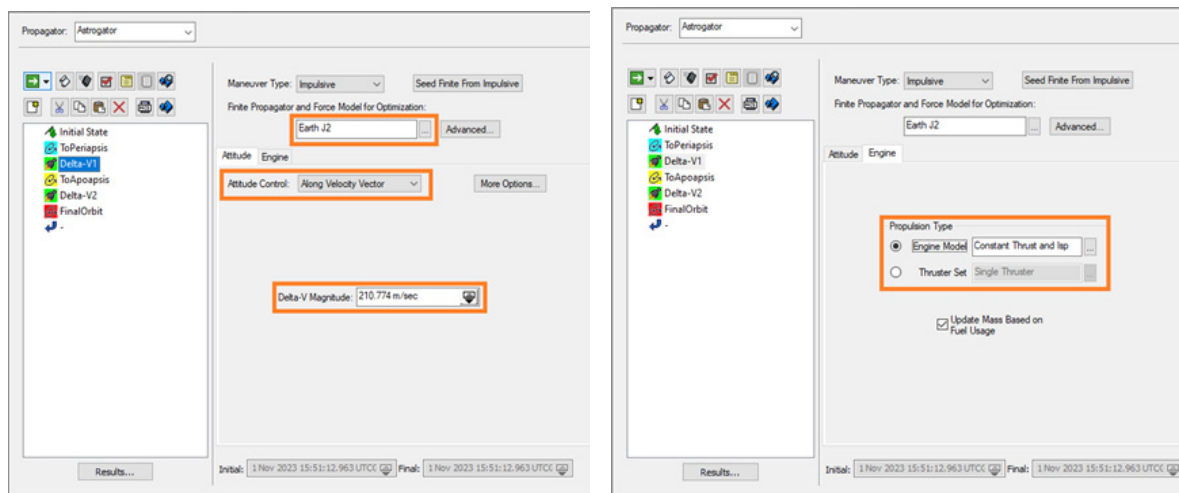 Propagator: Astrogator
Maneuver Type: Impulsive Seed Finite From Impulsive
Finite Propagator and Force Model for Optimization:
Earth J2 ... Advanced...
Initial State
ToPeriapsis
Delta-V1
ToApoapsis
Delta-V2
FinalOrbit
-
Attitude Engine
Attitude Control: Along Velocity Vector More Options...
Delta-V Magnitude: 210.774 m/sec
Results...
Initial: 1 Nov 2023 15:51:12.963 UTCG Final: 1 Nov 2023 15:51:12.963 UTCG
Propagator: Astrogator
Maneuver Type: Impulsive Seed Finite From Impulsive
Finite Propagator and Force Model for Optimization:
Earth J2 ... Advanced...
Initial State
ToPeriapsis
Delta-V1
ToApoapsis
Delta-V2
FinalOrbit
-
Attitude Engine
Propulsion Type
Engine Model Constant Thrust and Isp ...
Thruster Set Single Thruster ...
Update Mass Based on
Fuel Usage
Results...
Initial: 1 Nov 2023 15:51:12.963 UTCG Final: 1 Nov 2023 15:51:12.963 UTCG